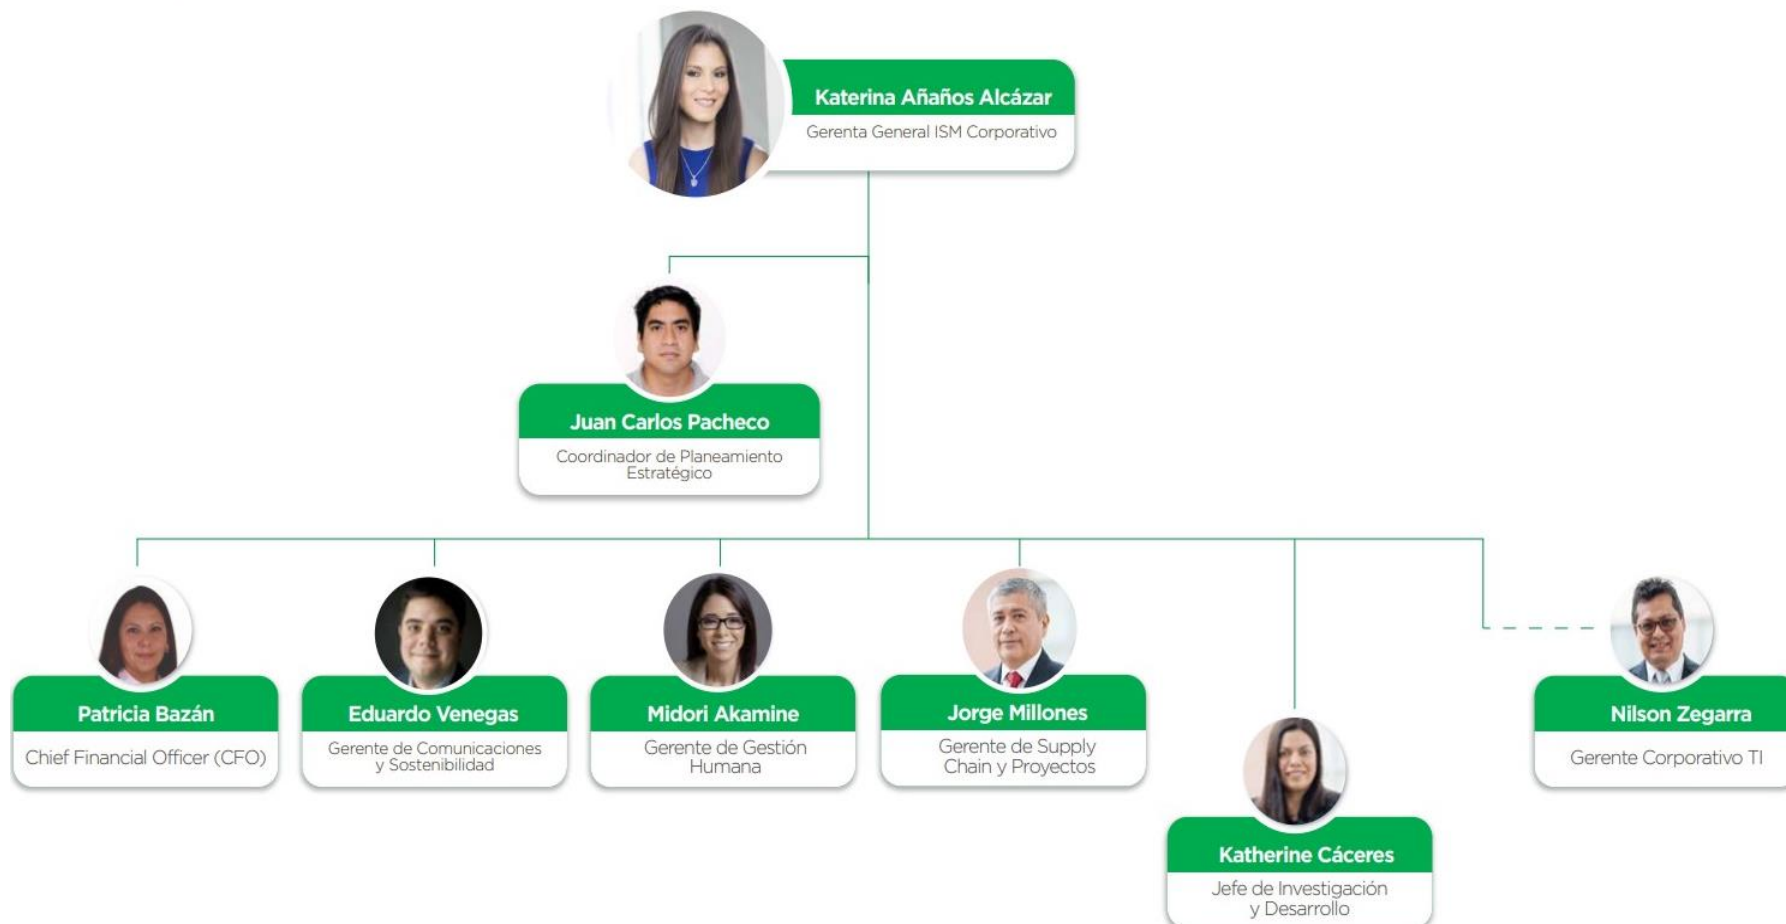 Katerina Añaños Alcázar
Gerenta General ISM Corporativo
Juan Carlos Pacheco
Coordinador de Planeamiento
Estratégico
Patricia Bazán
Chief Financial Officer (CFO)
Eduardo Venegas
Gerente de Comunicaciones
y Sostenibilidad
Midori Akamine
Gerente de Gestión
Humana
Jorge Millones
Gerente de Supply
Chain y Proyectos
Katherine Cáceres
Jefe de Investigación
y Desarrollo
Nilson Zegarra
Gerente Corporativo TI